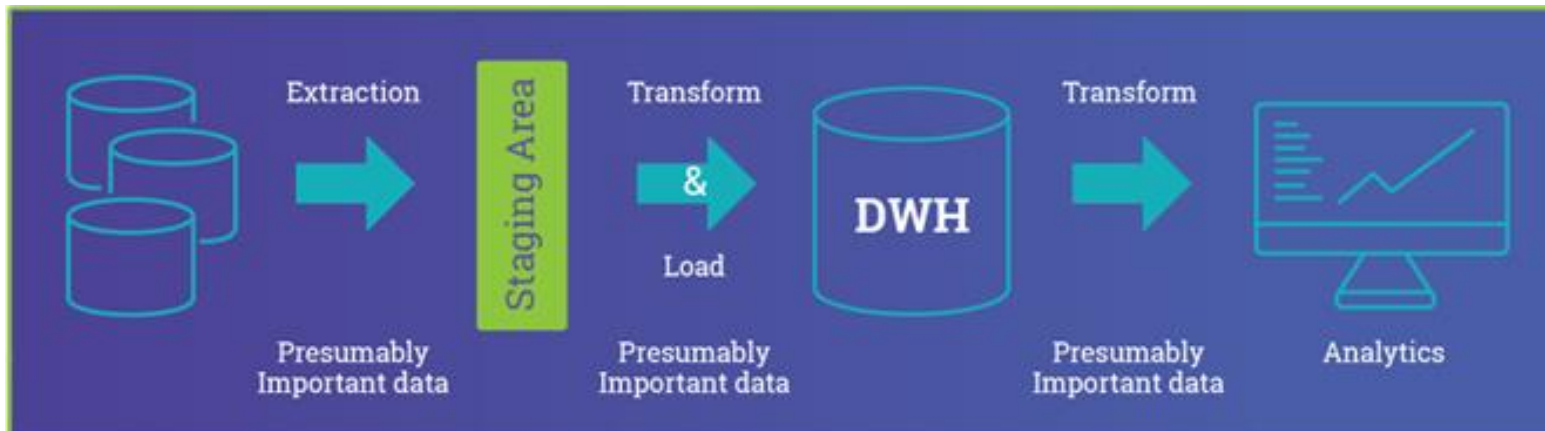 Extraction
Staging Area
Transform
&
Load
DWH
Transform
Presumably
Important data
Presumably
Important data
Presumably
Important data
Analytics